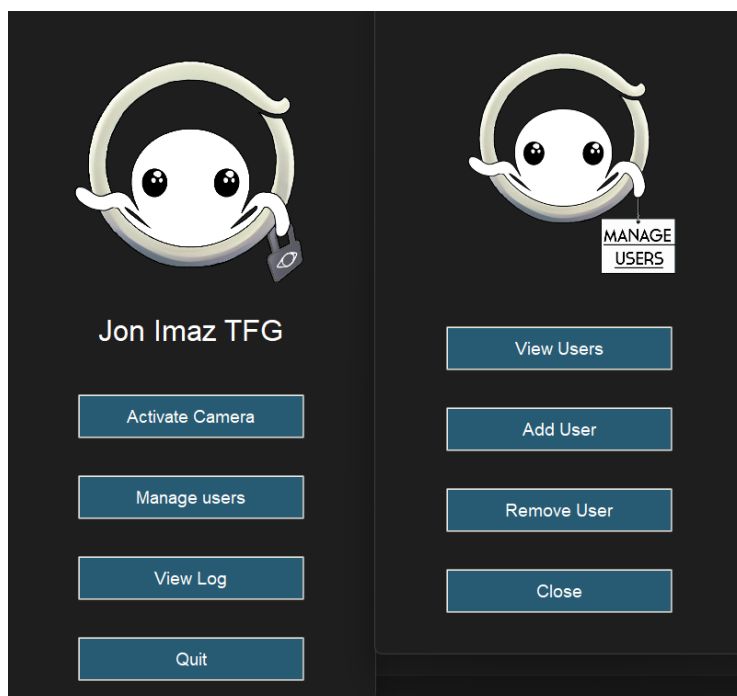 Jon Imaz TFG
Activate Camera
Manage users
View Log
Quit
MANAGE
USERS
View Users
Add User
Remove User
Close